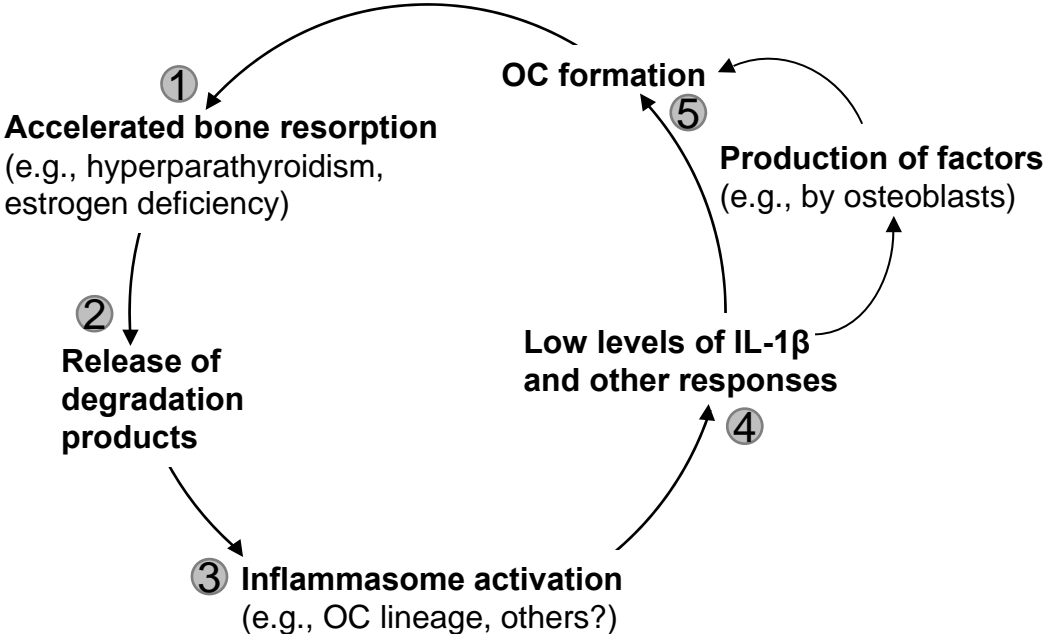 1
Accelerated bone resorption
(e.g., hyperparathyroidism,
estrogen deficiency)
2
Release of
degradation
products
3
Inflammasome activation
(e.g., OC lineage, others?)
4
Low levels of IL-1β
and other responses
5
OC formation
Production of factors
(e.g., by osteoblasts)